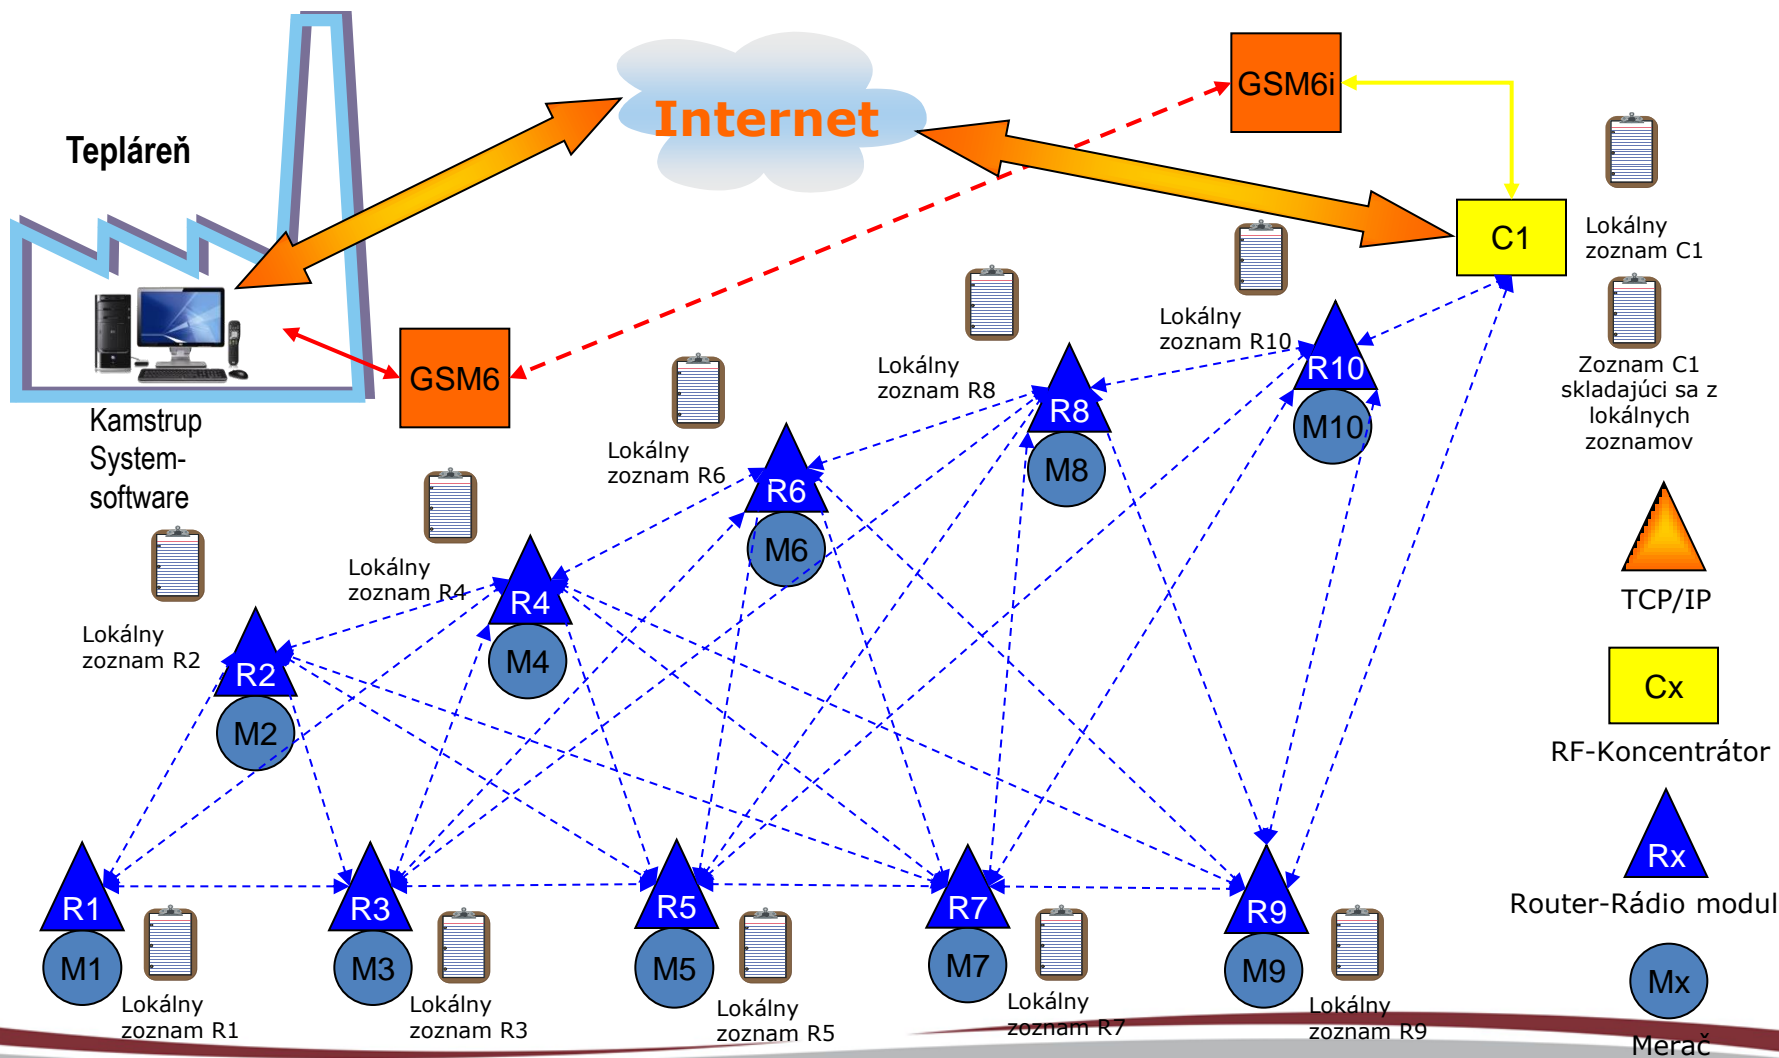 Internet
GSM6i
Tepláreň
C1
Lokálny
zoznam C1
Lokálny
zoznam R10
Lokálny
zoznam R8
R10
Zoznam C1
skladajúci sa z
lokálnych
zoznamov
GSM6
R8
M10
Kamstrup
System-
software
Lokálny
zoznam R6
M8
R6
M6
TCP/IP
Lokálny
zoznam R4
R4
M4
Lokálny
zoznam R2
R2
M2
Cx
RF-Koncentrátor
Rx
Router-Rádio modul
R1
R3
R5
R7
R9
M1
M3
M5
M7
M9
Mx
Lokálny
zoznam R1
Lokálny
zoznam R3
Lokálny
zoznam R5
Lokálny
zoznam R7
Lokálny
zoznam R9
Merač